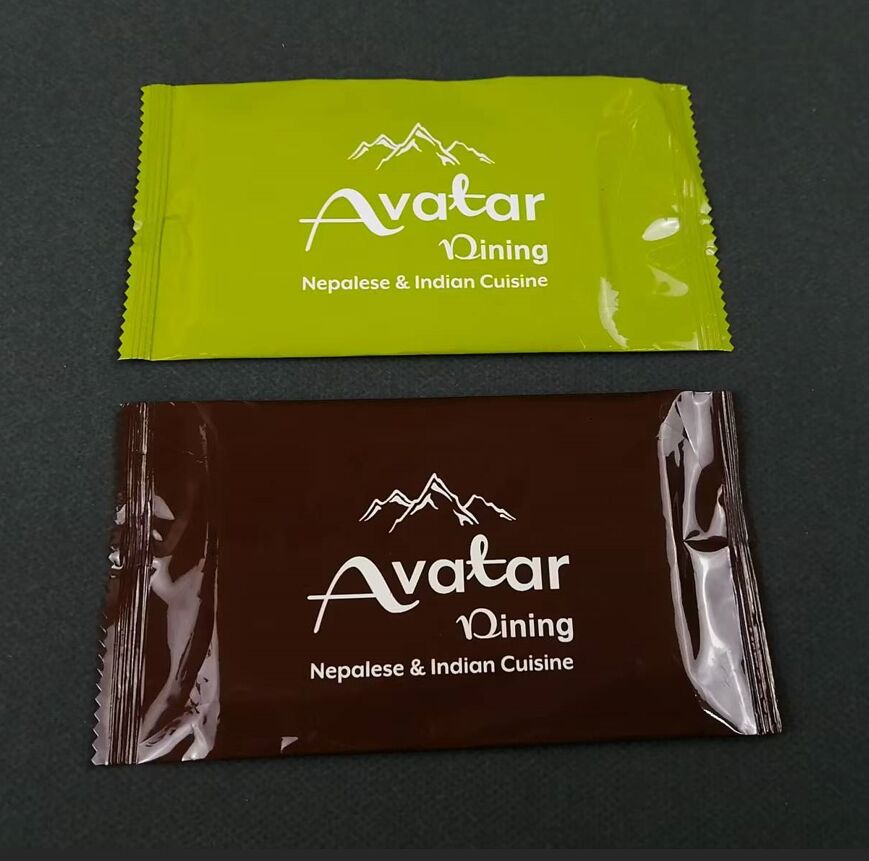 Avatar
Dining
Nepalese & Indian Cuisine
Avatar
Dining
Nepalese & Indian Cuisine